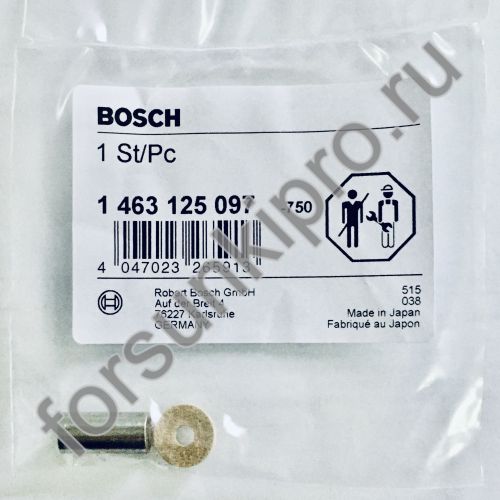 BOSCH
1 St/Pc
1 463 125 097 -750
4 047023 265913
Robert Bosch GmbH
Auf der Breit 4
76227 Karlsruhe
GERMANY
515
038
Made in Japan
Fabriqué au Japon
forsunkipro.ru